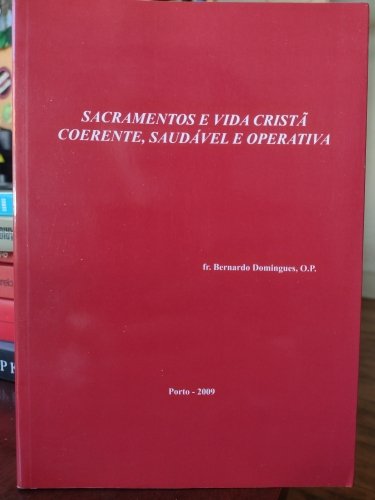 SACRAMENTOS E VIDA CRISTÃ
COERENTE, SAUDÁVEL E OPERATIVA
fr. Bernardo Domingues, O.P.
Porto - 2009